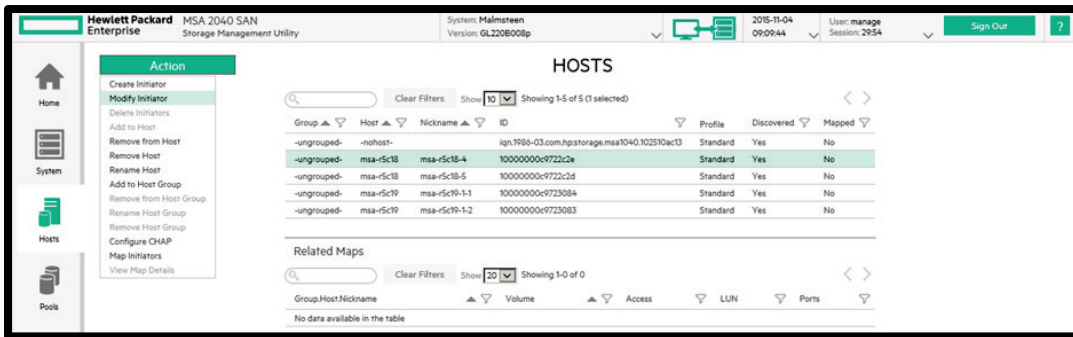 Hewlett Packard Enterprise MSA 2040 SAN Storage Management Utility
System: Malmsteen
Version: GL220B008p
2015-11-04
09:09:44
User: manage
Session: 29:54
Sign Out
?
Home
System
Hosts
Pools
Action
Create Initiator
Modify Initiator
Delete Initiators
Add to Host
Remove from Host
Remove Host
Rename Host
Add to Host Group
Remove from Host Group
Rename Host Group
Remove Host Group
Configure CHAP
Map Initiators
View Map Details
HOSTS
Clear Filters Show 10 Showing 1-5 of 5 (1 selected)
Group Host Nickname ID Profile Discovered Mapped
-ungrouped- -nohost- iqn.1986-03.com.hp:storage.msa1040.102510ac13 Standard Yes No
-ungrouped- msa-r5c18 msa-r5c18-4 10000000c9722c2e Standard Yes No
-ungrouped- msa-r5c18 msa-r5c18-5 10000000c9722c2d Standard Yes No
-ungrouped- msa-r5c19 msa-r5c19-1-1 10000000c9723084 Standard Yes No
-ungrouped- msa-r5c19 msa-r5c19-1-2 10000000c9723083 Standard Yes No
Related Maps
Clear Filters Show 20 Showing 1-0 of 0
Group.Host.Nickname Volume Access LUN Ports
No data available in the table